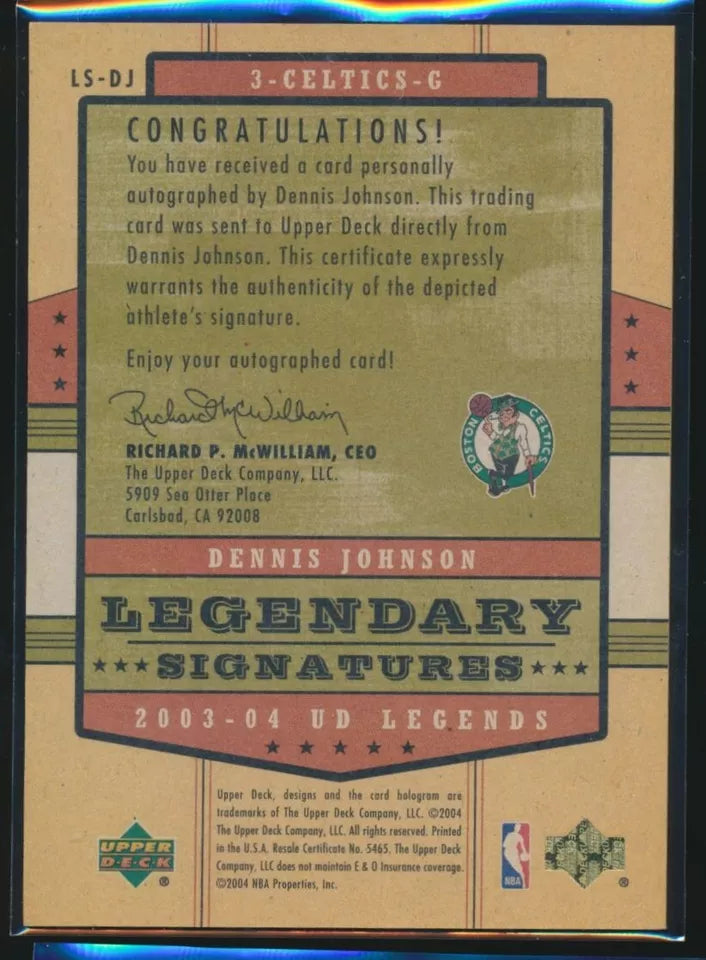 LS-DJ
3-CELTICS-G
CONGRATULATIONS!
You have received a card personally
autographed by Dennis Johnson. This trading
card was sent to Upper Deck directly from
Dennis Johnson. This certificate expressly
warrants the authenticity of the depicted
athlete's signature.
Enjoy your autographed card!
Richard McWilliam
RICHARD P. McWILLIAM, CEO
The Upper Deck Company, LLC.
5909 Sea Otter Place
Carlsbad, CA 92008
BOSTON CELTICS
DENNIS JOHNSON
LEGENDARY
SIGNATURES
2003-04 UD LEGENDS
Upper Deck, designs and the card hologram are
trademarks of The Upper Deck Company, LLC. ©2004
The Upper Deck Company, LLC. All rights reserved. Printed
in the U.S.A. Resale Certificate No. 5465. The Upper Deck
Company, LLC does not maintain E & O Insurance coverage.
©2004 NBA Properties, Inc.
UPPER
DECK
®
NBA
®